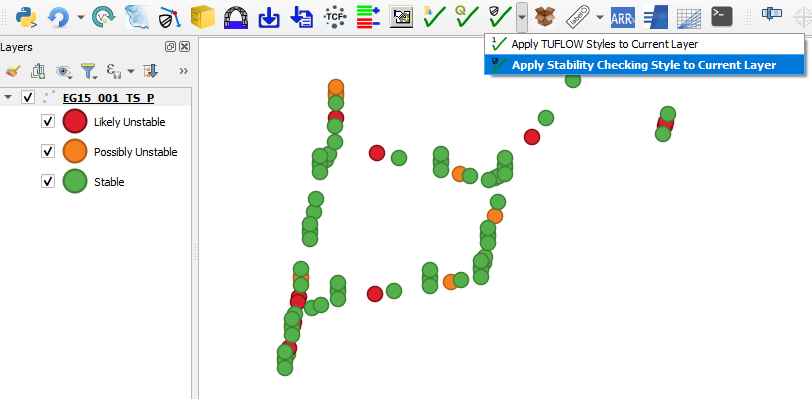 TCF
ARR
Apply TUFLOW Styles to Current Layer
Apply Stability Checking Style to Current Layer
Layers
EG15_001_TS_P
Likely Unstable
Possibly Unstable
Stable